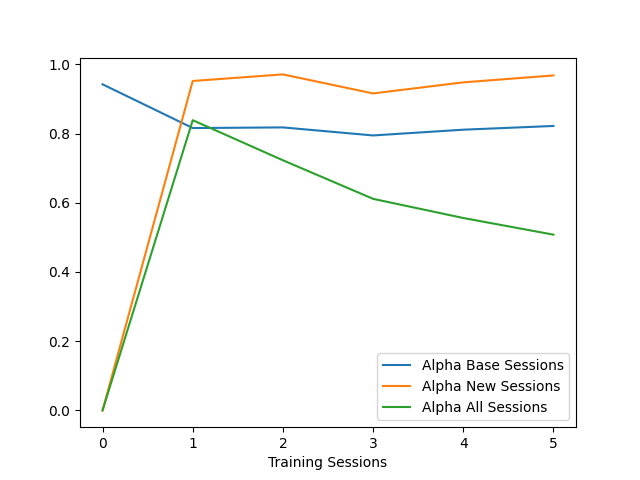 1.0
0.8
0.6
0.4
0.2
0.0
Alpha Base Sessions
Alpha New Sessions
Alpha All Sessions
0 1 2 3 4 5
Training Sessions